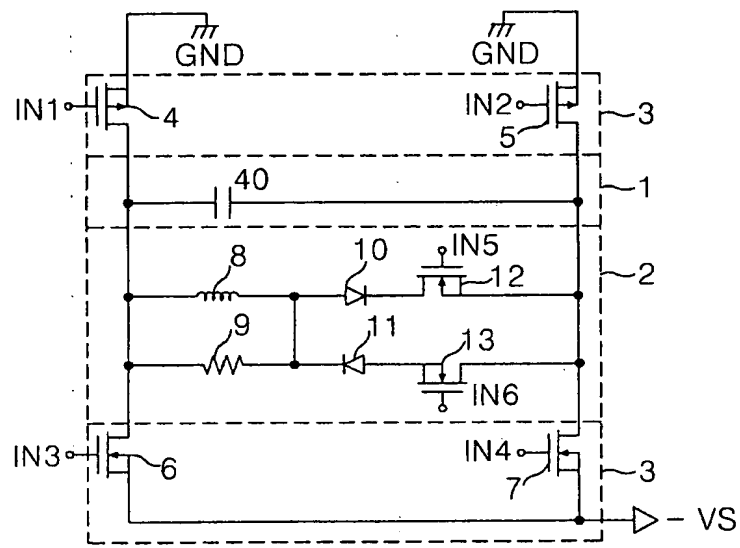 GND GND
IN1 4 IN2 5 3
40 1
IN5
8 10 12 2
9 11 13
IN6
IN3 6 IN4 7 3
- VS